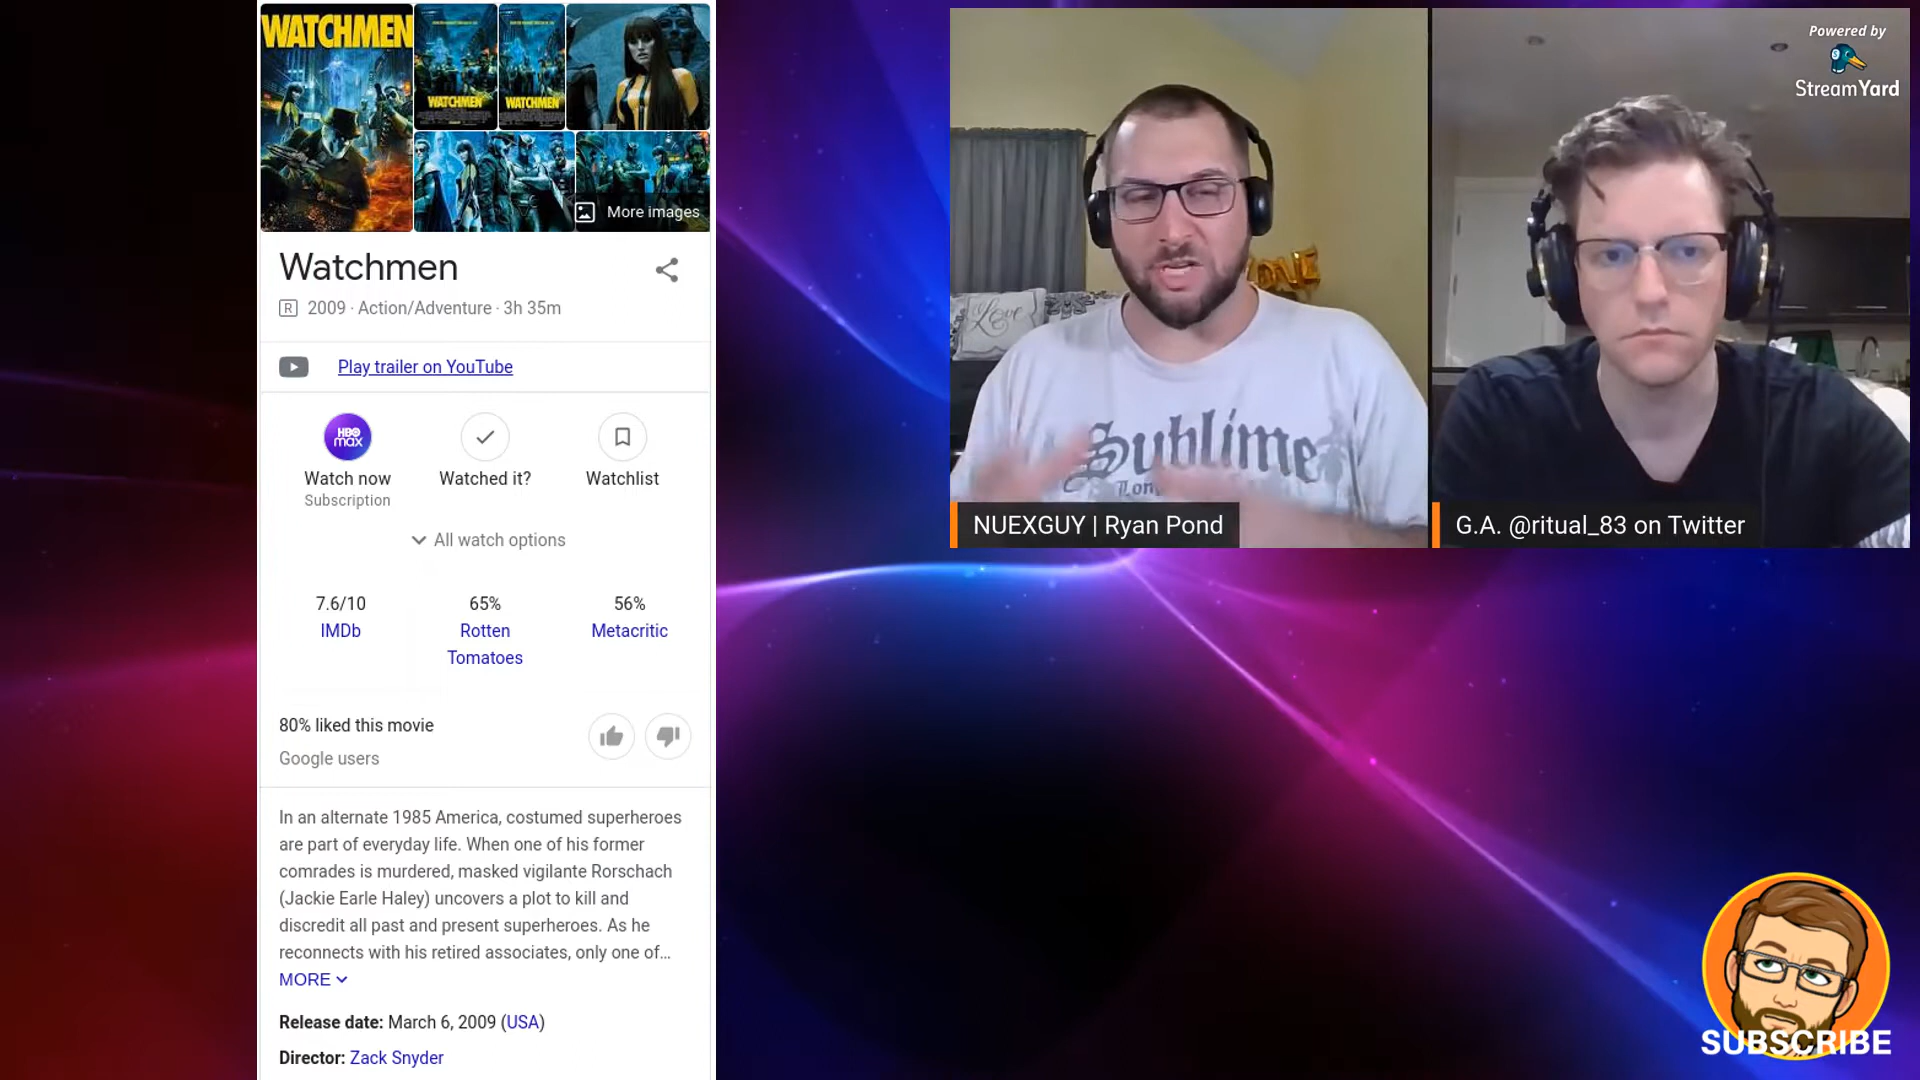 WATCHMEN
WATCHMEN
WATCHMEN
More images
Watchmen
R 2009 · Action/Adventure · 3h 35m
Play trailer on YouTube
HBO
max
Watch now
Subscription
Watched it?
Watchlist
All watch options
7.6/10
IMDb
65%
Rotten
Tomatoes
56%
Metacritic
80% liked this movie
Google users
In an alternate 1985 America, costumed superheroes
are part of everyday life. When one of his former
comrades is murdered, masked vigilante Rorschach
(Jackie Earle Haley) uncovers a plot to kill and
discredit all past and present superheroes. As he
reconnects with his retired associates, only one of…
MORE
Release date: March 6, 2009 (USA)
Director: Zack Snyder
Love
Sublime
NUEXGUY | Ryan Pond
Powered by
StreamYard
G.A. @ritual_83 on Twitter
SUBSCRIBE